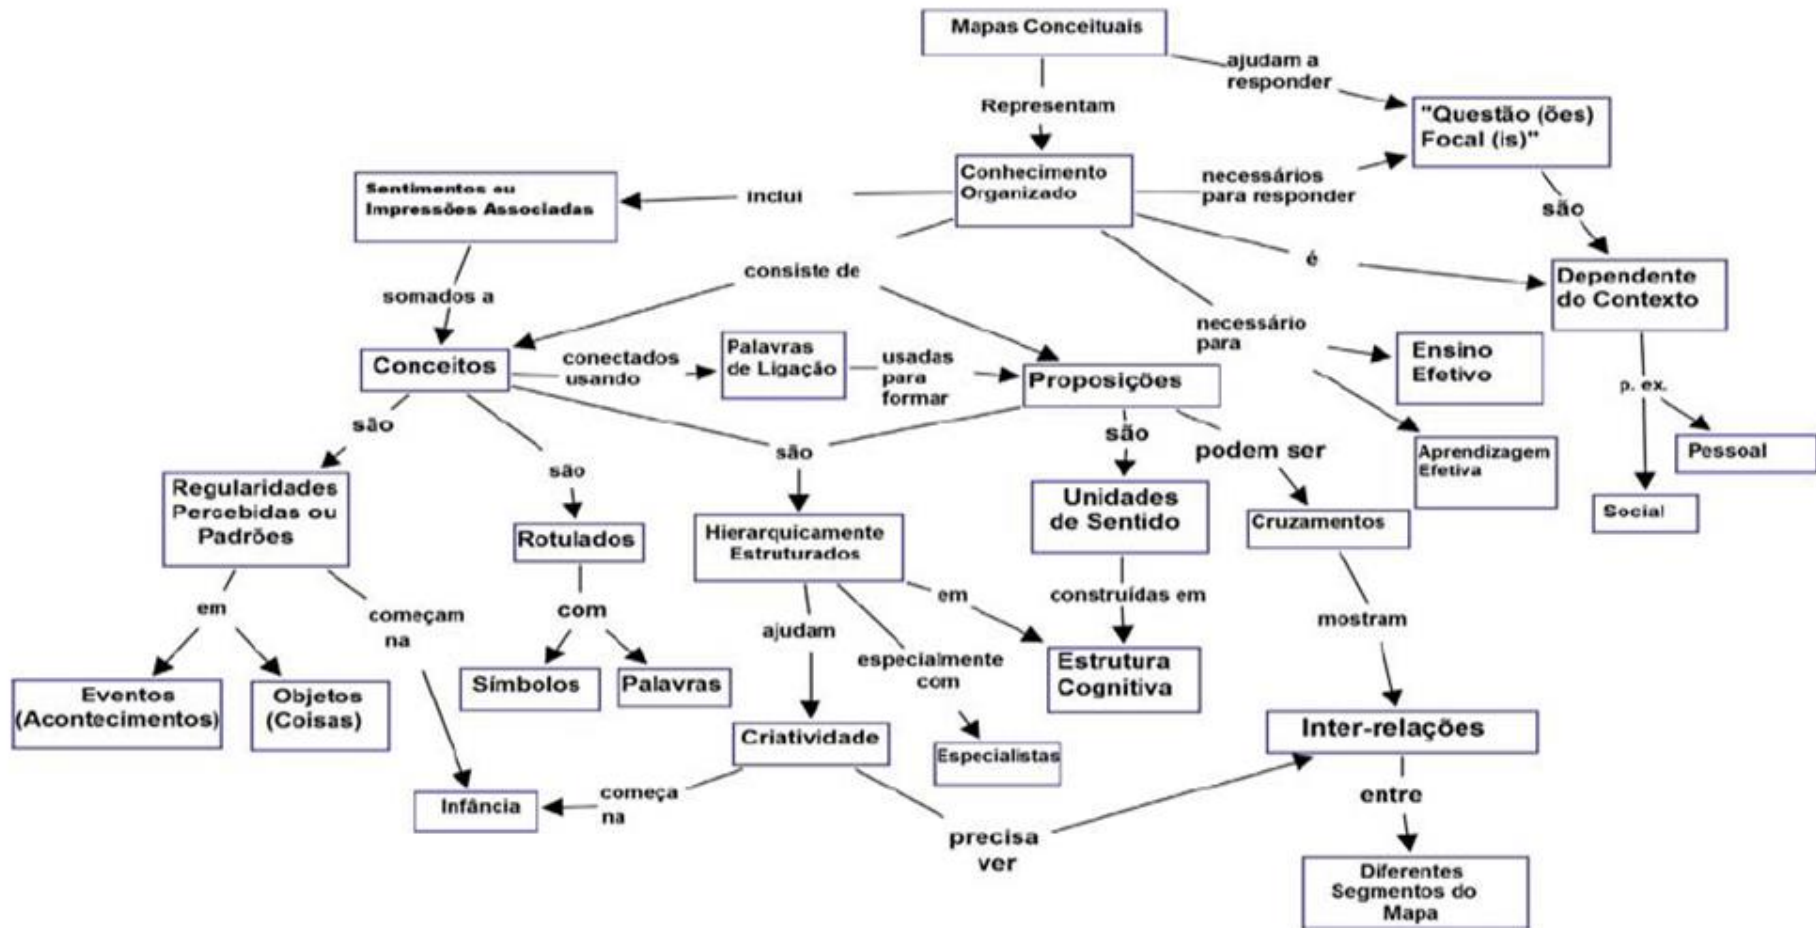 Mapas Conceituais
ajudam a
responder
Representam
"Questão (ões)
Focal (is)"
Conhecimento
Organizado
necessários
para responder
Sentimentos ou
Impressões Associadas
inclui
são
é
consiste de
Dependente
do Contexto
somados a
necessário
para
Conceitos
conectados
usando
Palavras
de Ligação
usadas
para
formar
Proposições
Ensino
Efetivo
p. ex.
são
são
são
são
podem ser
Aprendizagem
Efetiva
Pessoal
Social
Regularidades
Percebidas ou
Padrões
Rotulados
Hierarquicamente
Estruturados
Unidades
de Sentido
Cruzamentos
em
começam
na
com
ajudam
em
construídas em
mostram
especialmente
com
Eventos
(Acontecimentos)
Objetos
(Coisas)
Símbolos
Palavras
Estrutura
Cognitiva
Criatividade
Especialistas
Inter-relações
Infância
começa
na
precisa
ver
entre
Diferentes
Segmentos do
Mapa